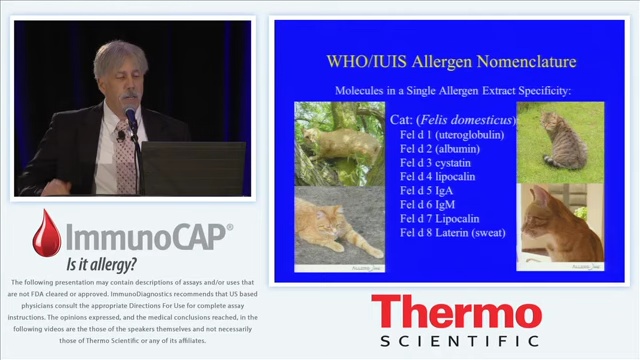 WHO/IUIS Allergen Nomenclature
Molecules in a Single Allergen Extract Specificity:
Cat: (Felis domesticus)
Fel d 1 (uteroglobulin)
Fel d 2 (albumin)
Fel d 3 cystatin
Fel d 4 lipocalin
Fel d 5 IgA
Fel d 6 IgM
Fel d 7 Lipocalin
Fel d 8 Laterin (sweat)
ImmunoCAP®
Is it allergy?
The following presentation may contain descriptions of assays and/or uses that
are not FDA cleared or approved. ImmunoDiagnostics recommends that US based
physicians consult the appropriate Directions For Use for complete assay
instructions. The opinions expressed, and the medical conclusions reached, in the
following videos are the those of the speakers themselves and not necessarily
those of Thermo Scientific or any of its affiliates.
Thermo
SCIENTIFIC